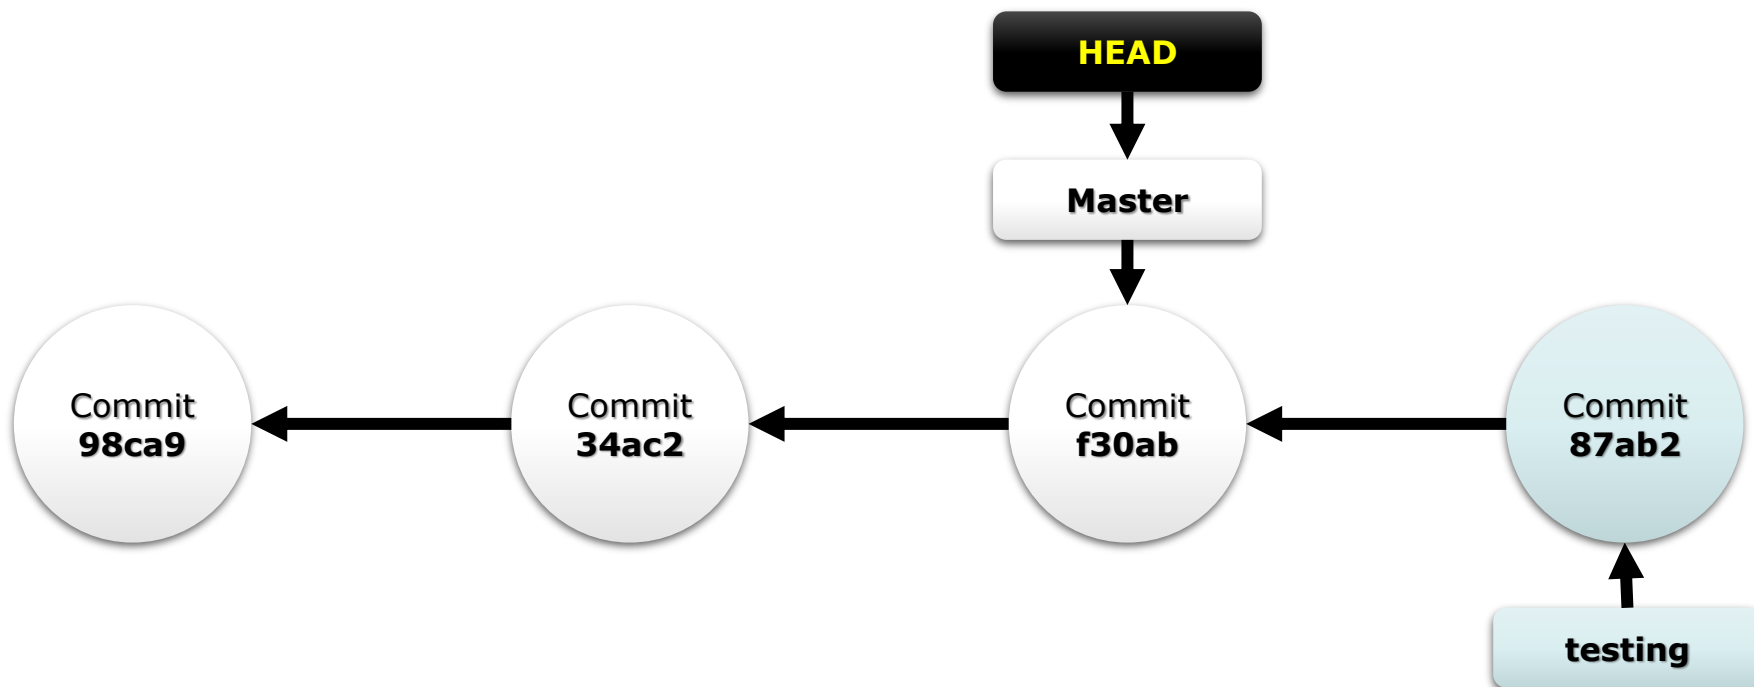 HEAD
Master
Commit
98ca9
Commit
34ac2
Commit
f30ab
Commit
87ab2
testing